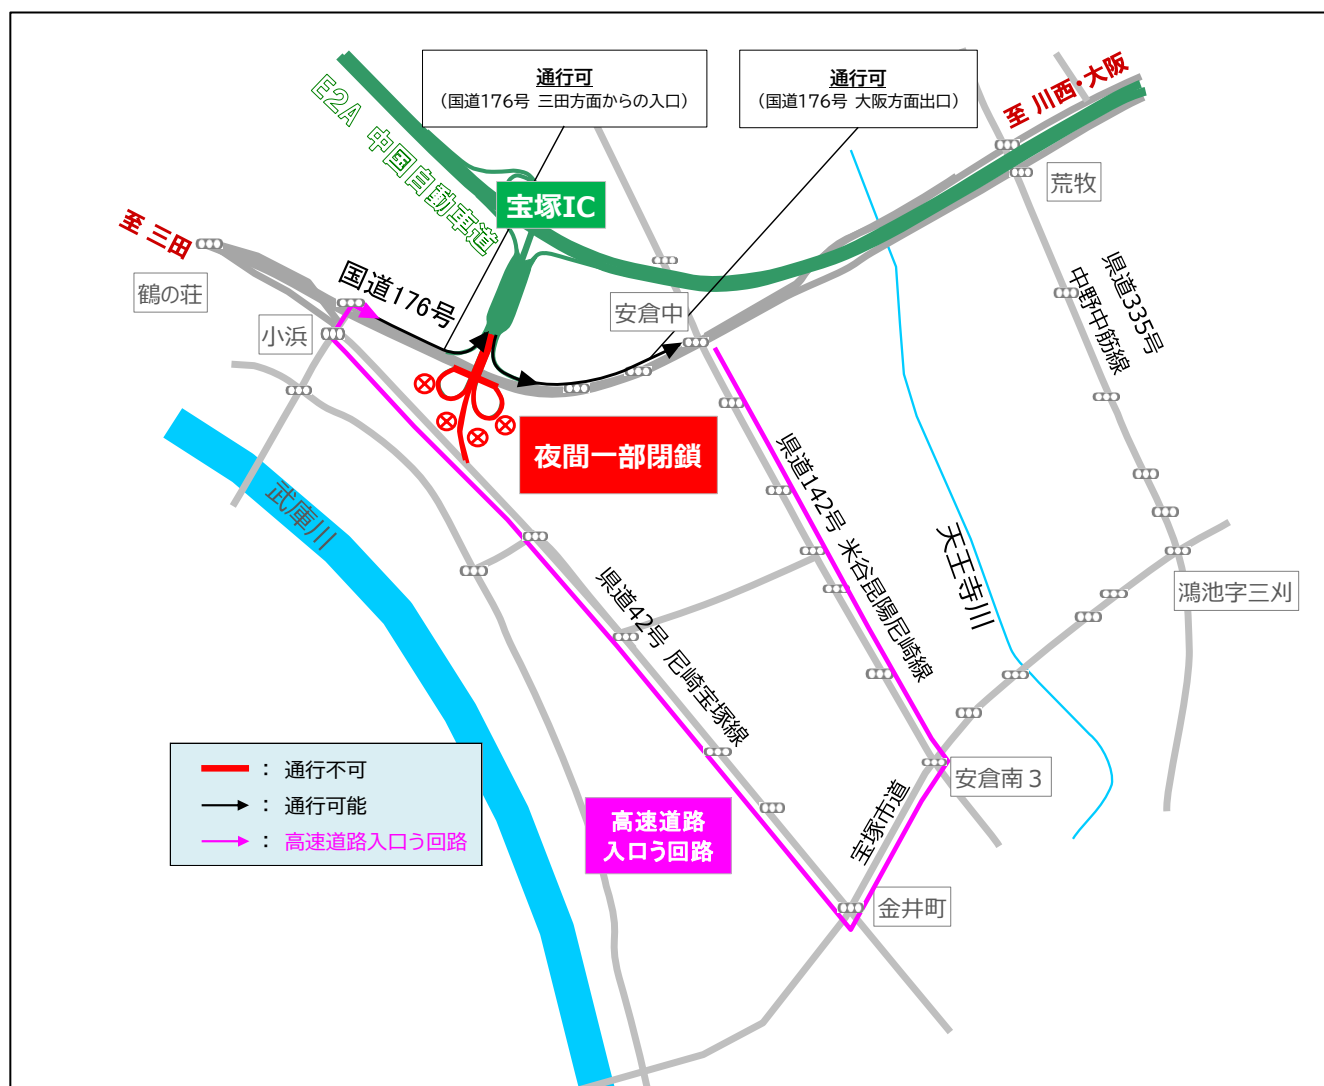 通行可
（国道176号 三田方面からの入口）
通行可
（国道176号 大阪方面出口）
至 川西・大阪
E2A 中国自動車道
宝塚IC
荒牧
至 三田
鶴の荘
国道176号
小浜
安倉中
県道335号
中野中筋線
夜間一部閉鎖
武庫川
県道142号 米谷昆陽尼崎線
天王寺川
鴻池字三刈
県道42号 尼崎宝塚線
安倉南３
宝塚市道
金井町
： 通行不可
： 通行可能
： 高速道路入口う回路
高速道路
入口う回路